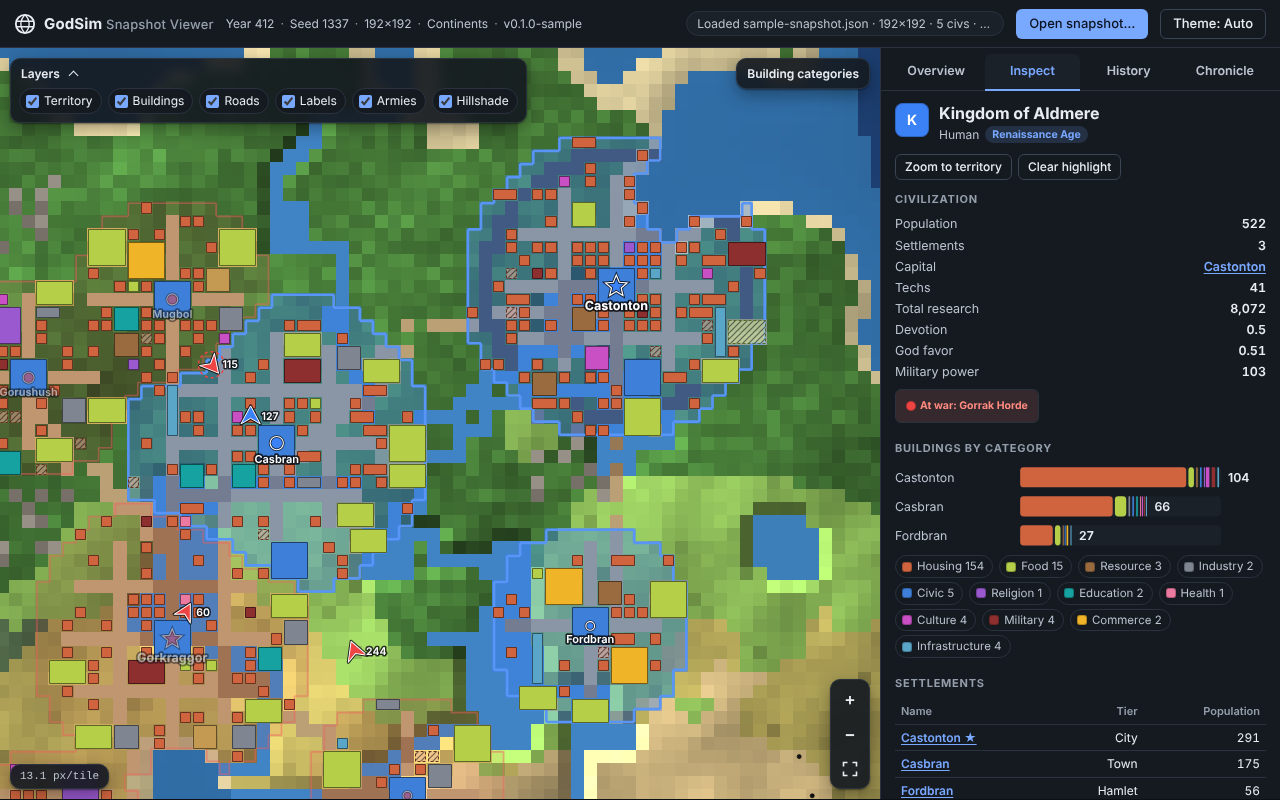 GodSim Snapshot Viewer Year 412 · Seed 1337 · 192×192 · Continents · v0.1.0-sample Loaded sample-snapshot.json · 192×192 · 5 civs · … Open snapshot... Theme: Auto
Layers
Territory Buildings Roads Labels Armies Hillshade
Building categories
Castonton
Mugbol
115
Gorushush
127
Casbran
60
Fordbran
244
Gorkraggor
13.1 px/tile
+
−
Overview Inspect History Chronicle
K
Kingdom of Aldmere
Human Renaissance Age
Zoom to territory Clear highlight
CIVILIZATION
Population 522
Settlements 3
Capital Castonton
Techs 41
Total research 8,072
Devotion 0.5
God favor 0.51
Military power 103
At war: Gorrak Horde
BUILDINGS BY CATEGORY
Castonton 104
Casbran 66
Fordbran 27
Housing 154 Food 15 Resource 3 Industry 2
Civic 5 Religion 1 Education 2 Health 1
Culture 4 Military 4 Commerce 2
Infrastructure 4
SETTLEMENTS
Name Tier Population
Castonton ★ City 291
Casbran Town 175
Fordbran Hamlet 56